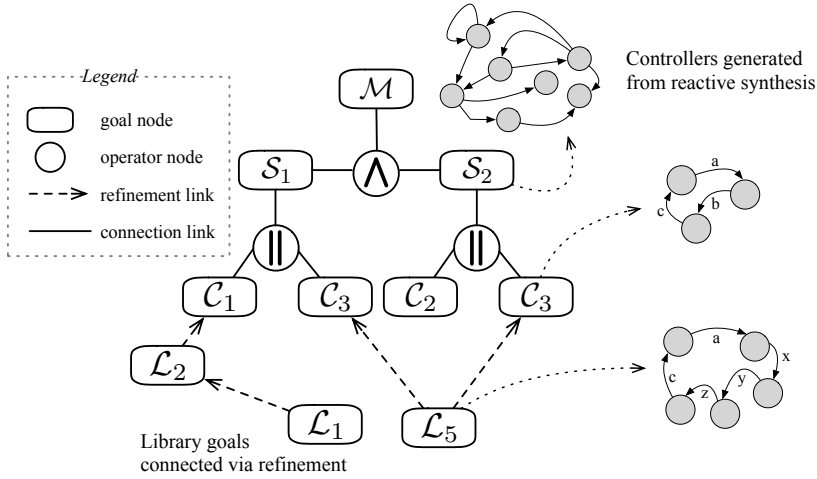 Legend
goal node
operator node
refinement link
connection link
Controllers generated
from reactive synthesis
ℳ
𝒮₁
∧
𝒮₂
||
||
𝒞₁
𝒞₃
𝒞₂
𝒞₃
ℒ₂
ℒ₁
ℒ₅
Library goals
connected via refinement
a
b
c
a
x
y
z
c